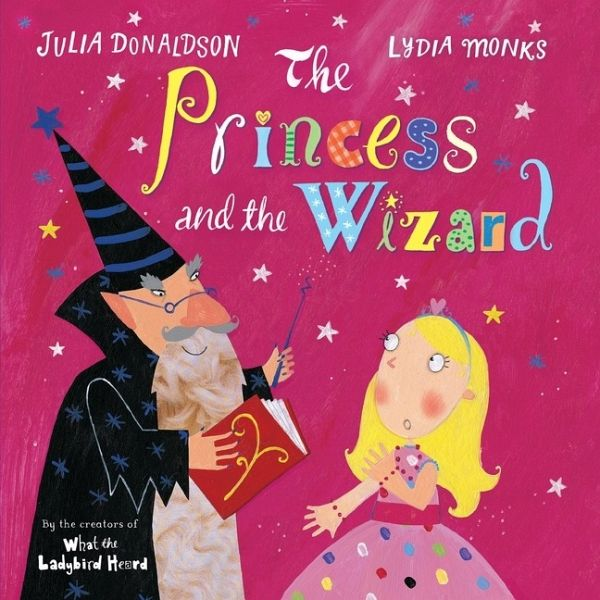 JULIA DONALDSON
LYDIA MONKS
The
Princess
and the Wizard
By the creators of
What the
Ladybird Heard